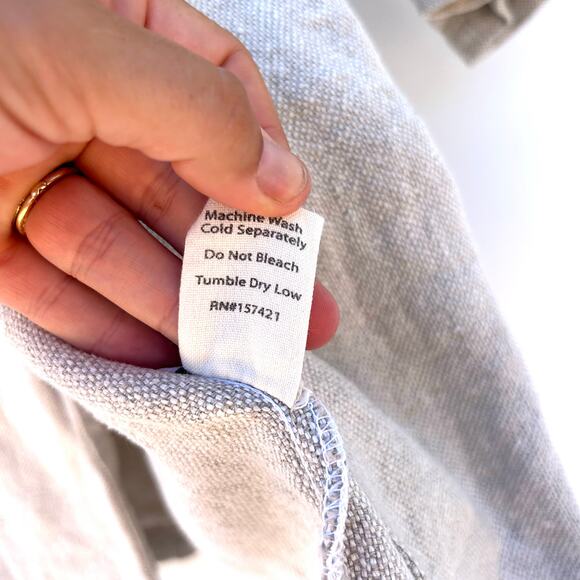 Machine Wash
Cold Separately
Do Not Bleach
Tumble Dry Low
RN#157421